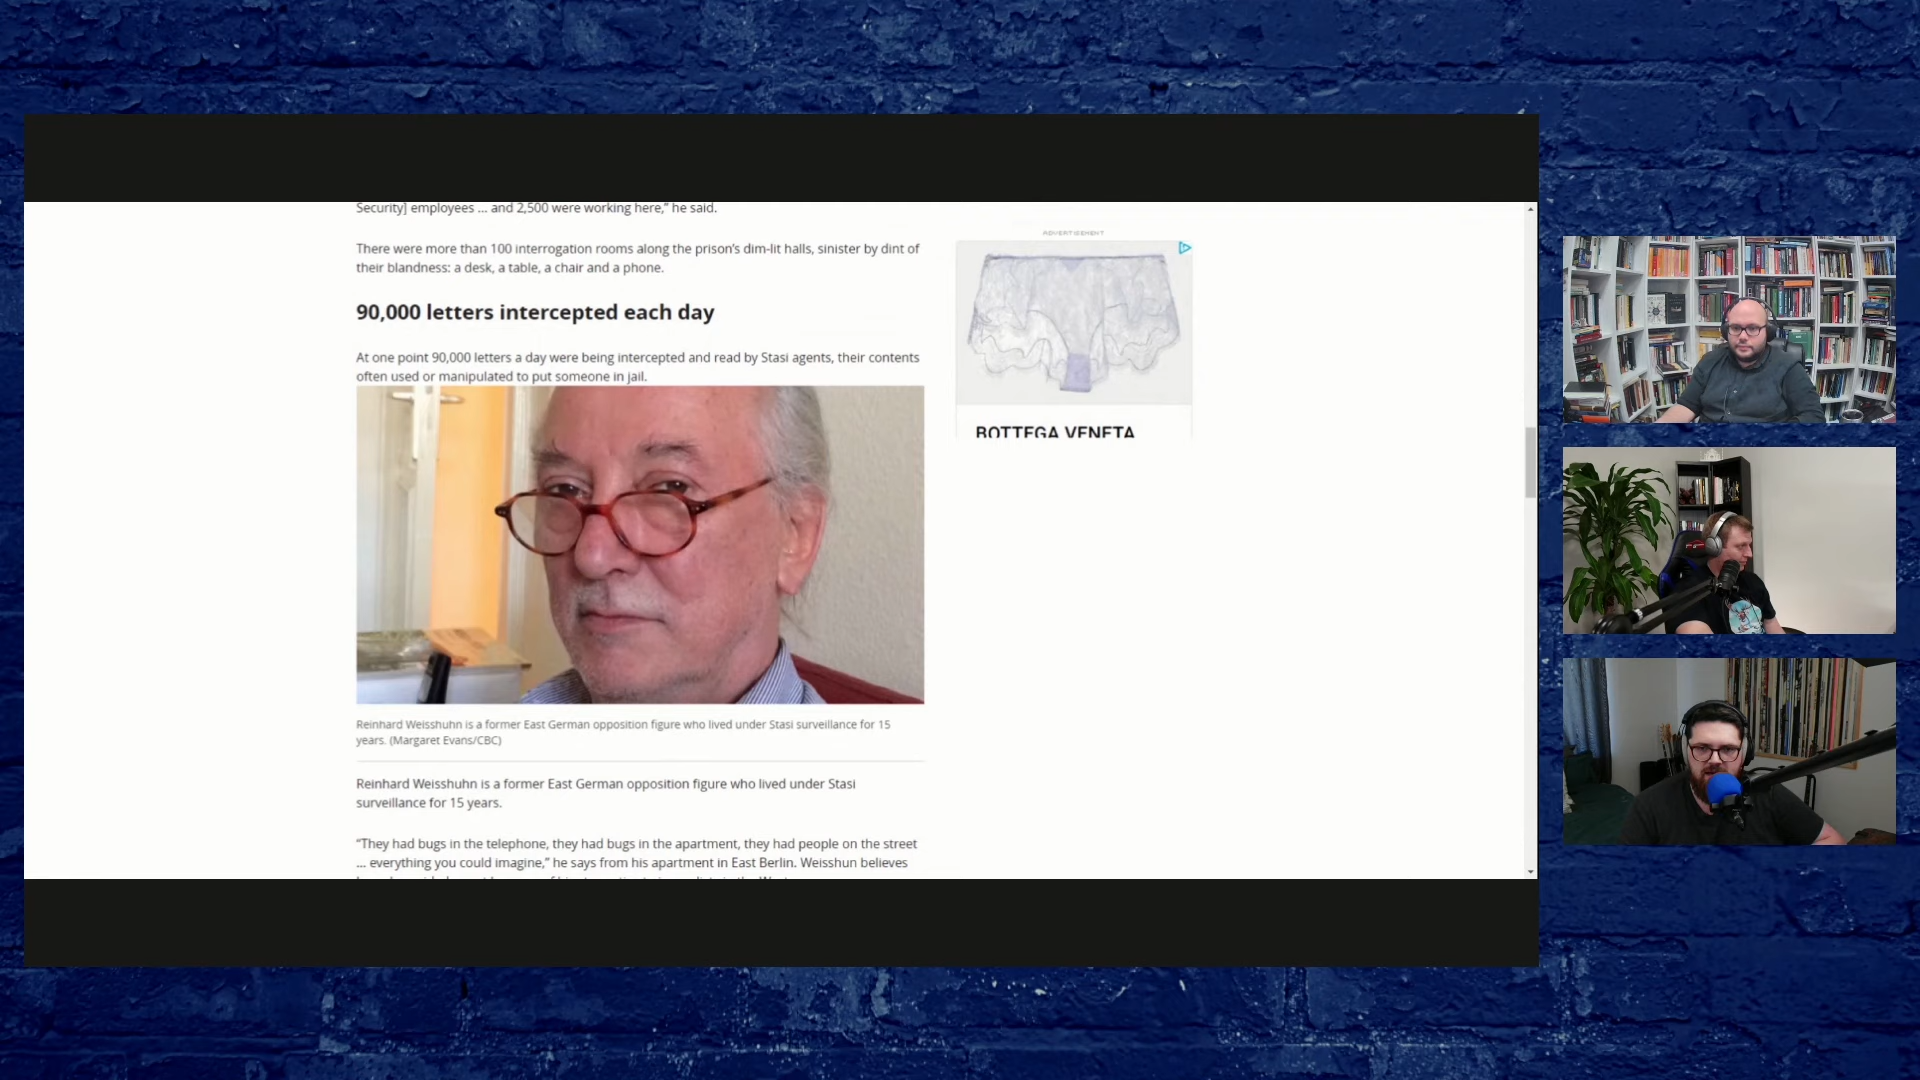 Security] employees ... and 2,500 were working here,” he said.
There were more than 100 interrogation rooms along the prison’s dim-lit halls, sinister by dint of
their blandness: a desk, a table, a chair and a phone.
90,000 letters intercepted each day
At one point 90,000 letters a day were being intercepted and read by Stasi agents, their contents
often used or manipulated to put someone in jail.
Reinhard Weisshuhn is a former East German opposition figure who lived under Stasi surveillance for 15
years. (Margaret Evans/CBC)
Reinhard Weisshuhn is a former East German opposition figure who lived under Stasi
surveillance for 15 years.
“They had bugs in the telephone, they had bugs in the apartment, they had people on the street
... everything you could imagine,” he says from his apartment in East Berlin. Weisshun believes
ADVERTISEMENT
BOTTEGA VENETA